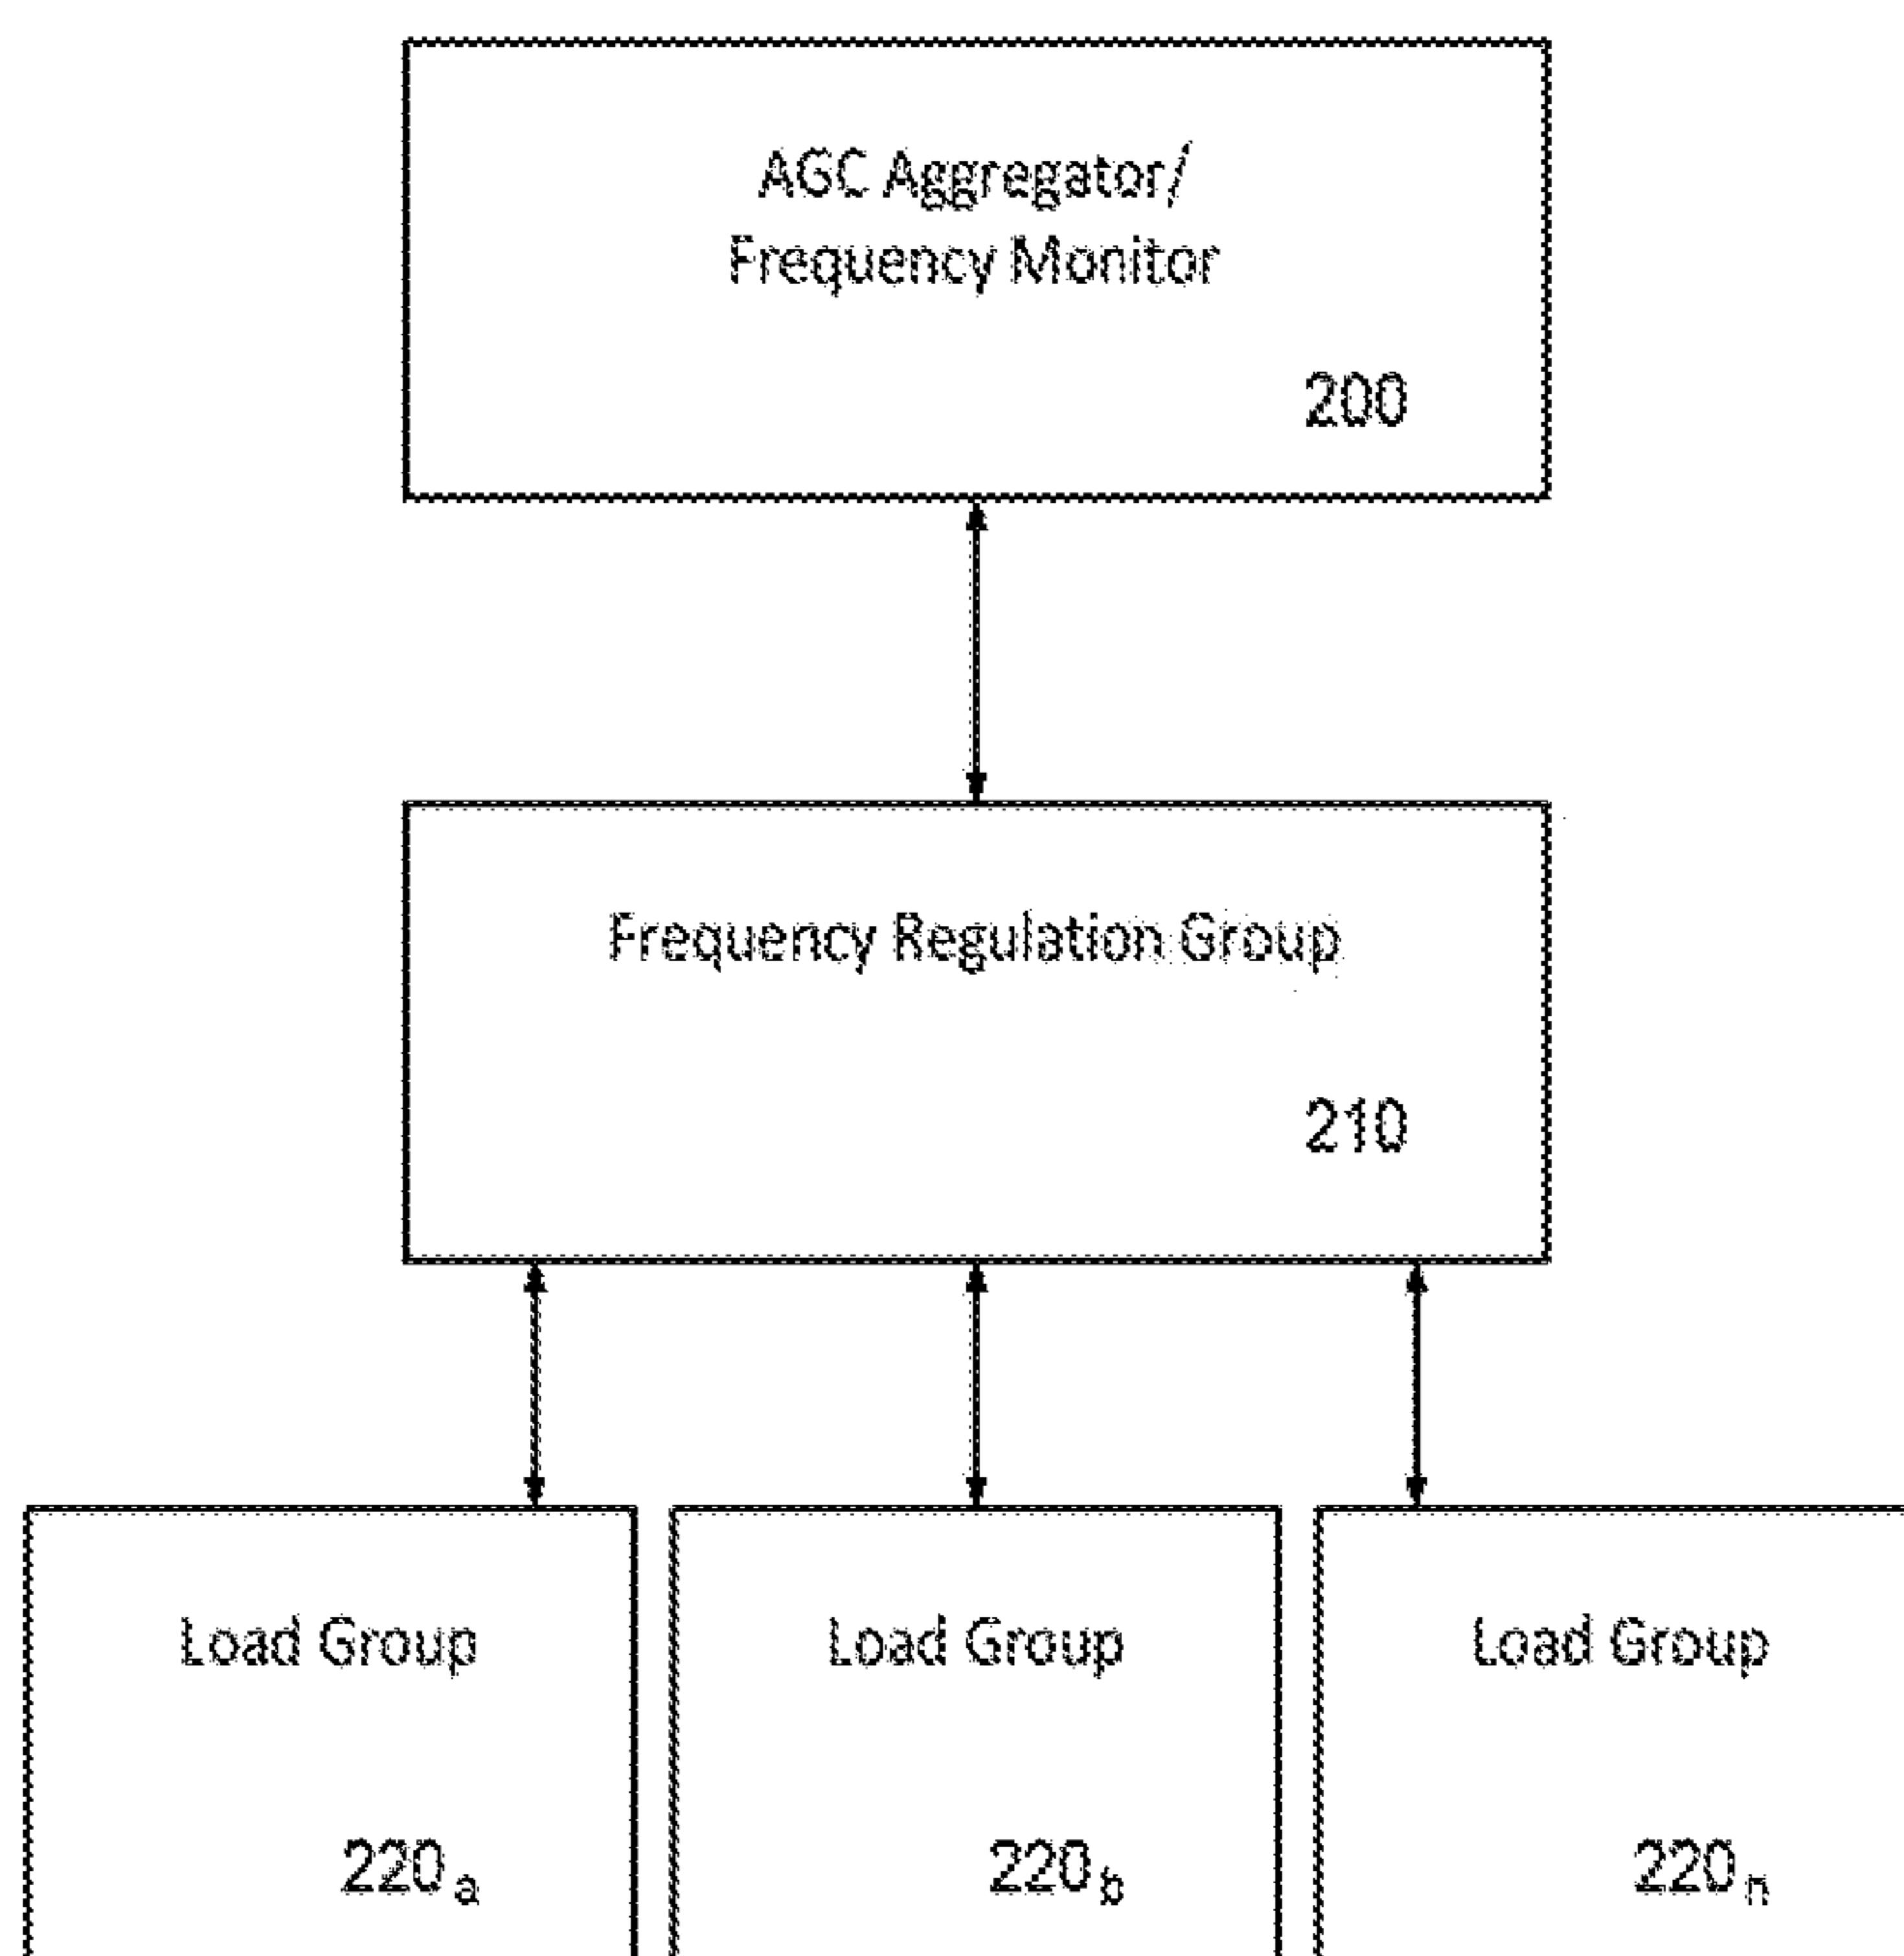 AGC Aggregator/
Frequency Monitor
200
Frequency Regulation Group
210
Load Group
220a
Load Group
220b
Load Group
220n